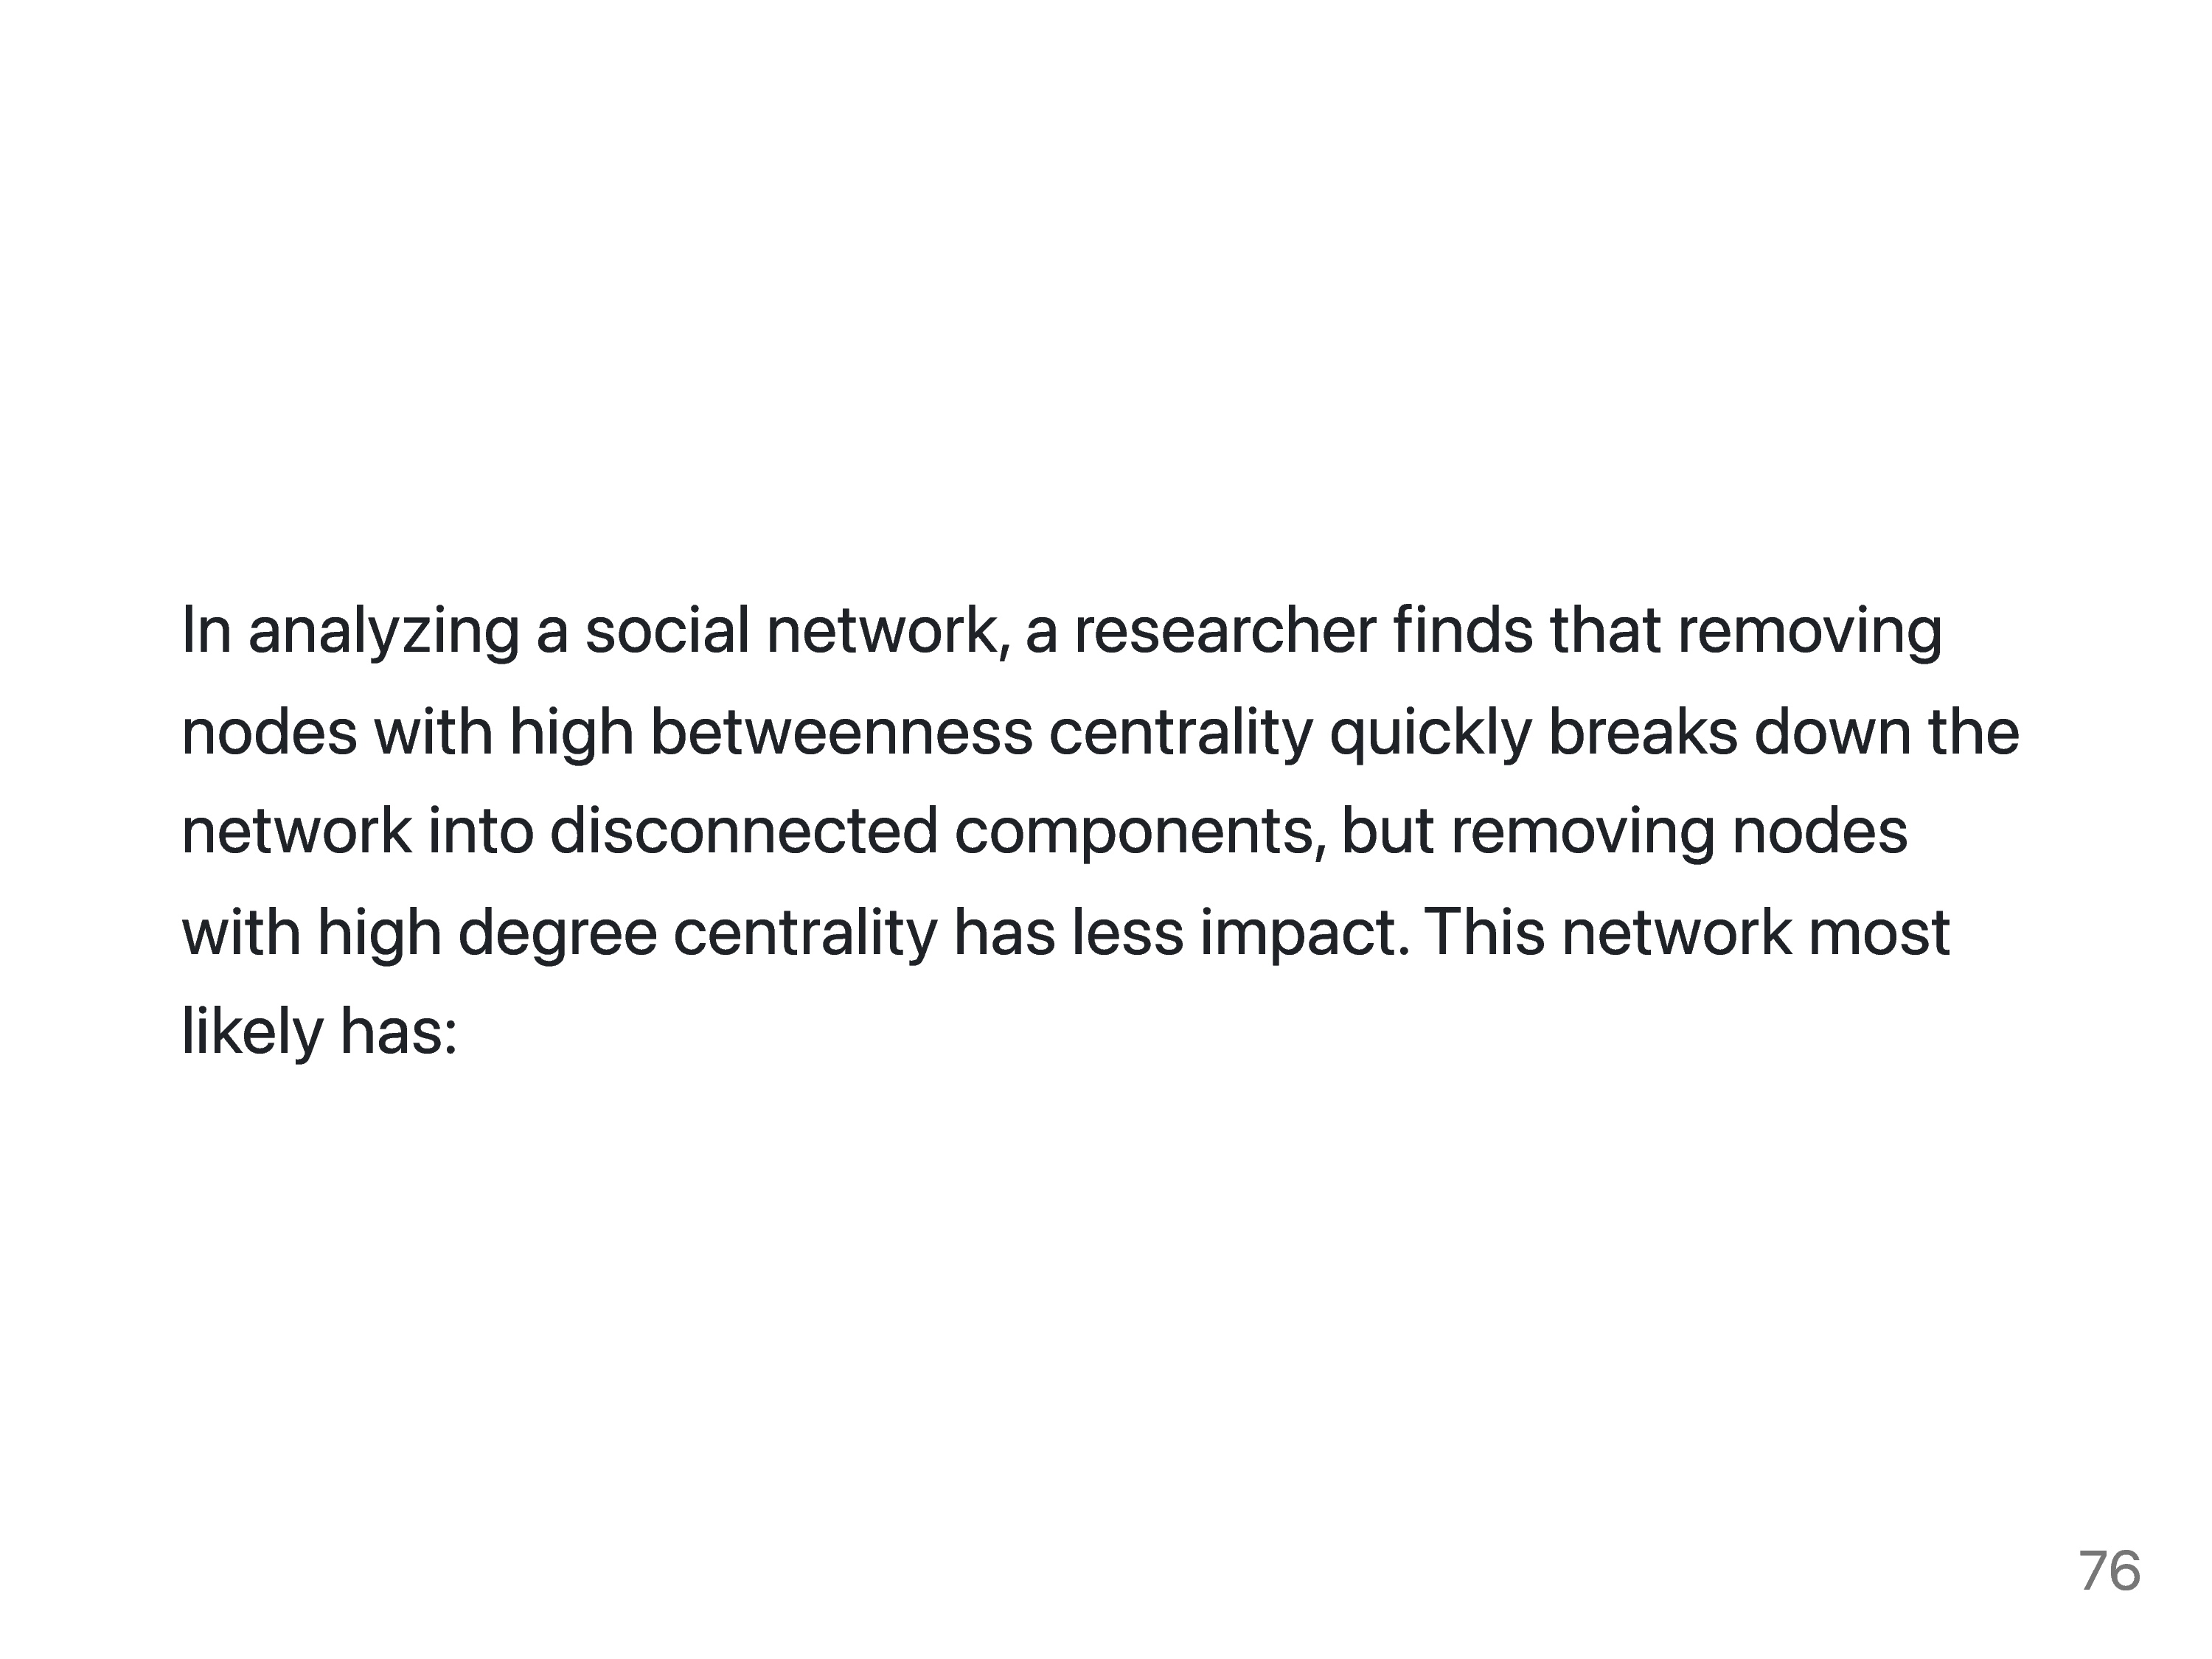 In analyzing a social network, a researcher finds that removing
nodes with high betweenness centrality quickly breaks down the
network into disconnected components, but removing nodes
with high degree centrality has less impact. This network most
likely has:
76